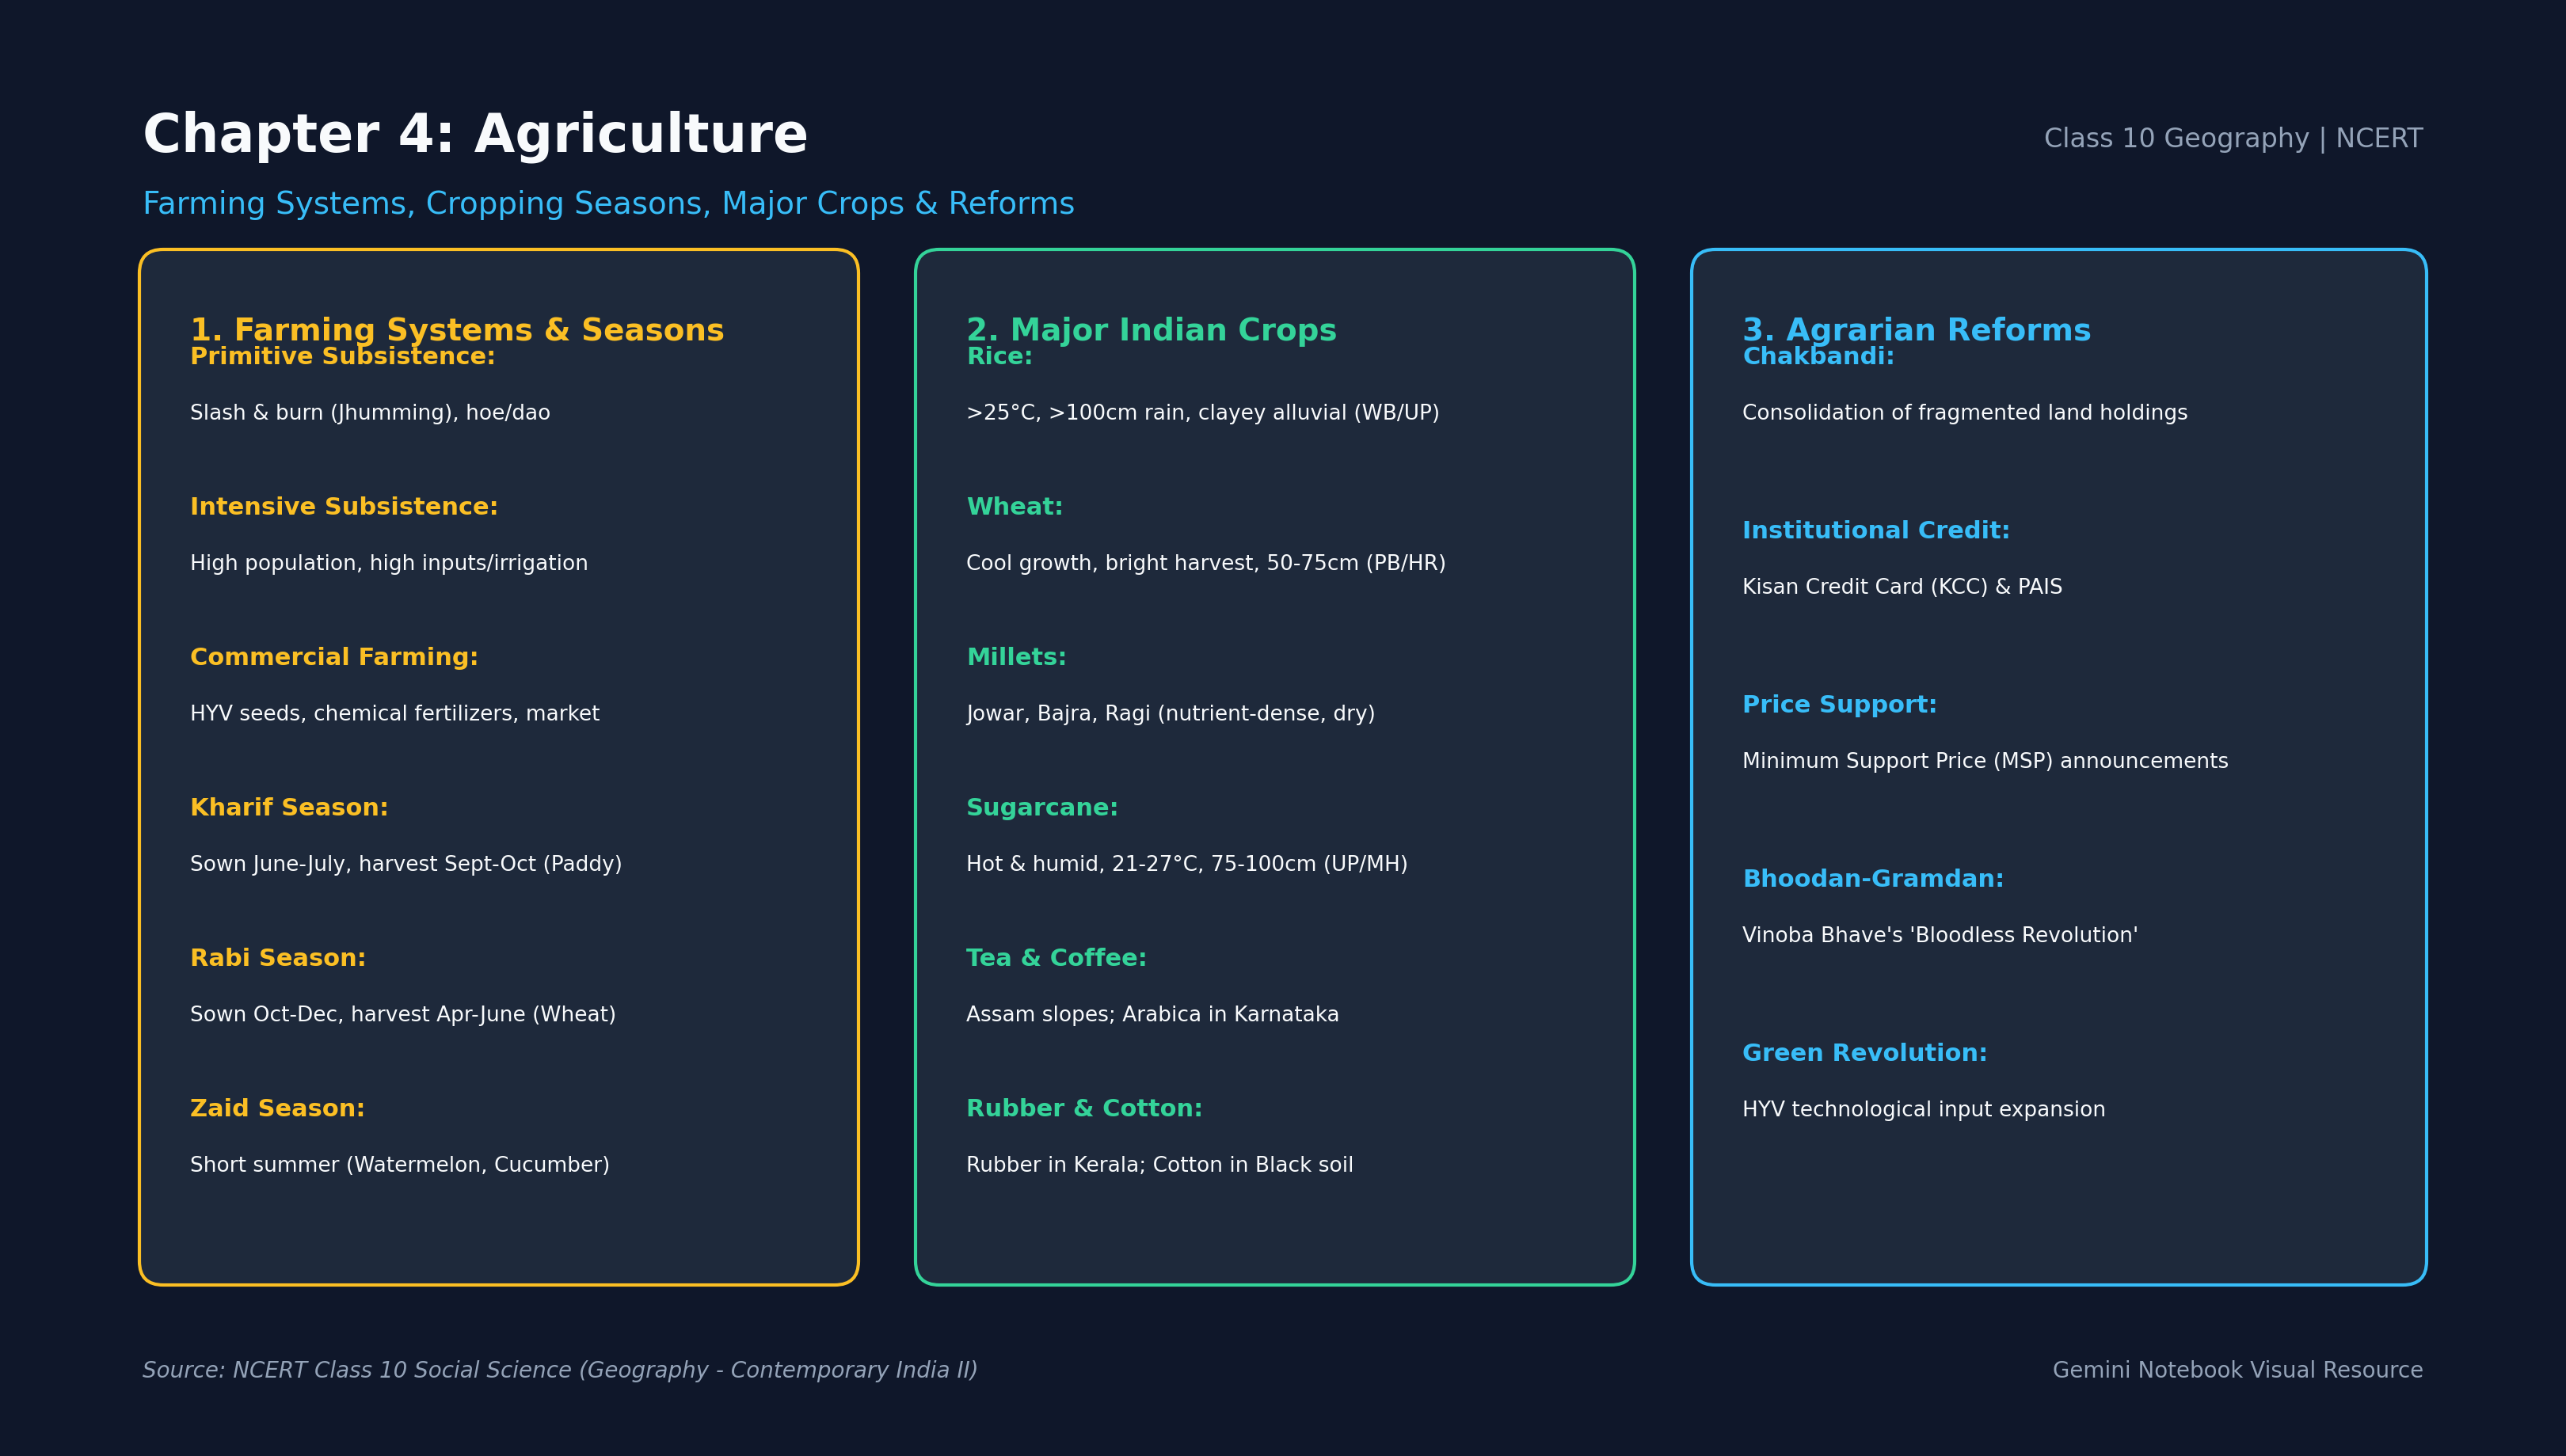 Chapter 4: Agriculture
Class 10 Geography | NCERT
Farming Systems, Cropping Seasons, Major Crops & Reforms
1. Farming Systems & Seasons
Primitive Subsistence:
Slash & burn (Jhumming), hoe/dao
Intensive Subsistence:
High population, high inputs/irrigation
Commercial Farming:
HYV seeds, chemical fertilizers, market
Kharif Season:
Sown June-July, harvest Sept-Oct (Paddy)
Rabi Season:
Sown Oct-Dec, harvest Apr-June (Wheat)
Zaid Season:
Short summer (Watermelon, Cucumber)
2. Major Indian Crops
Rice:
>25°C, >100cm rain, clayey alluvial (WB/UP)
Wheat:
Cool growth, bright harvest, 50-75cm (PB/HR)
Millets:
Jowar, Bajra, Ragi (nutrient-dense, dry)
Sugarcane:
Hot & humid, 21-27°C, 75-100cm (UP/MH)
Tea & Coffee:
Assam slopes; Arabica in Karnataka
Rubber & Cotton:
Rubber in Kerala; Cotton in Black soil
3. Agrarian Reforms
Chakbandi:
Consolidation of fragmented land holdings
Institutional Credit:
Kisan Credit Card (KCC) & PAIS
Price Support:
Minimum Support Price (MSP) announcements
Bhoodan-Gramdan:
Vinoba Bhave's 'Bloodless Revolution'
Green Revolution:
HYV technological input expansion
Source: NCERT Class 10 Social Science (Geography - Contemporary India II)
Gemini Notebook Visual Resource